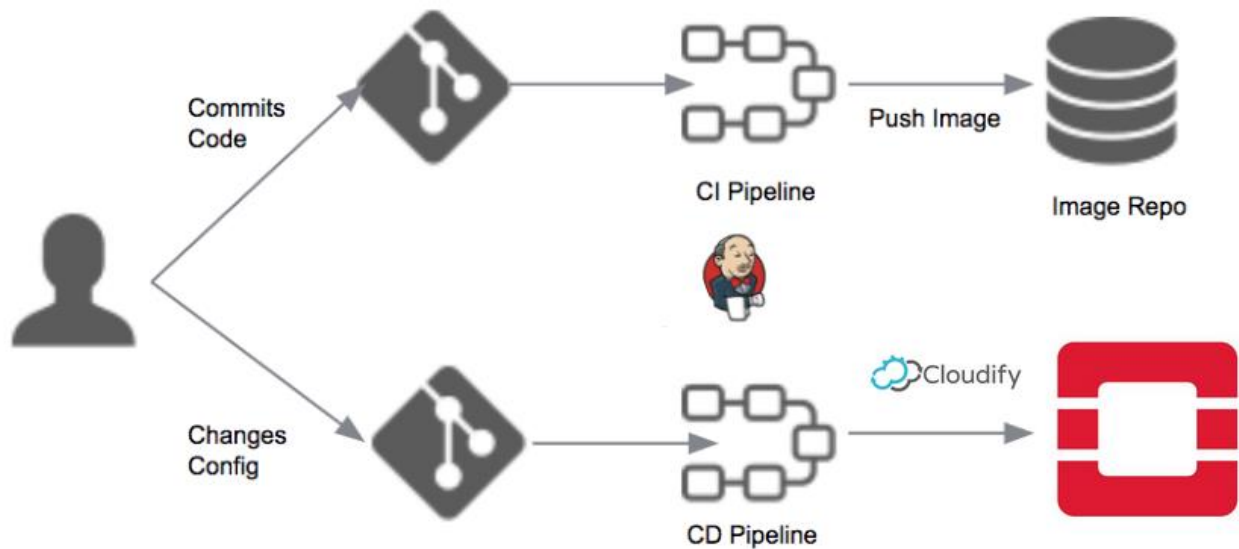 Commits
Code
Push Image
CI Pipeline
Image Repo
Cloudify
Changes
Config
CD Pipeline